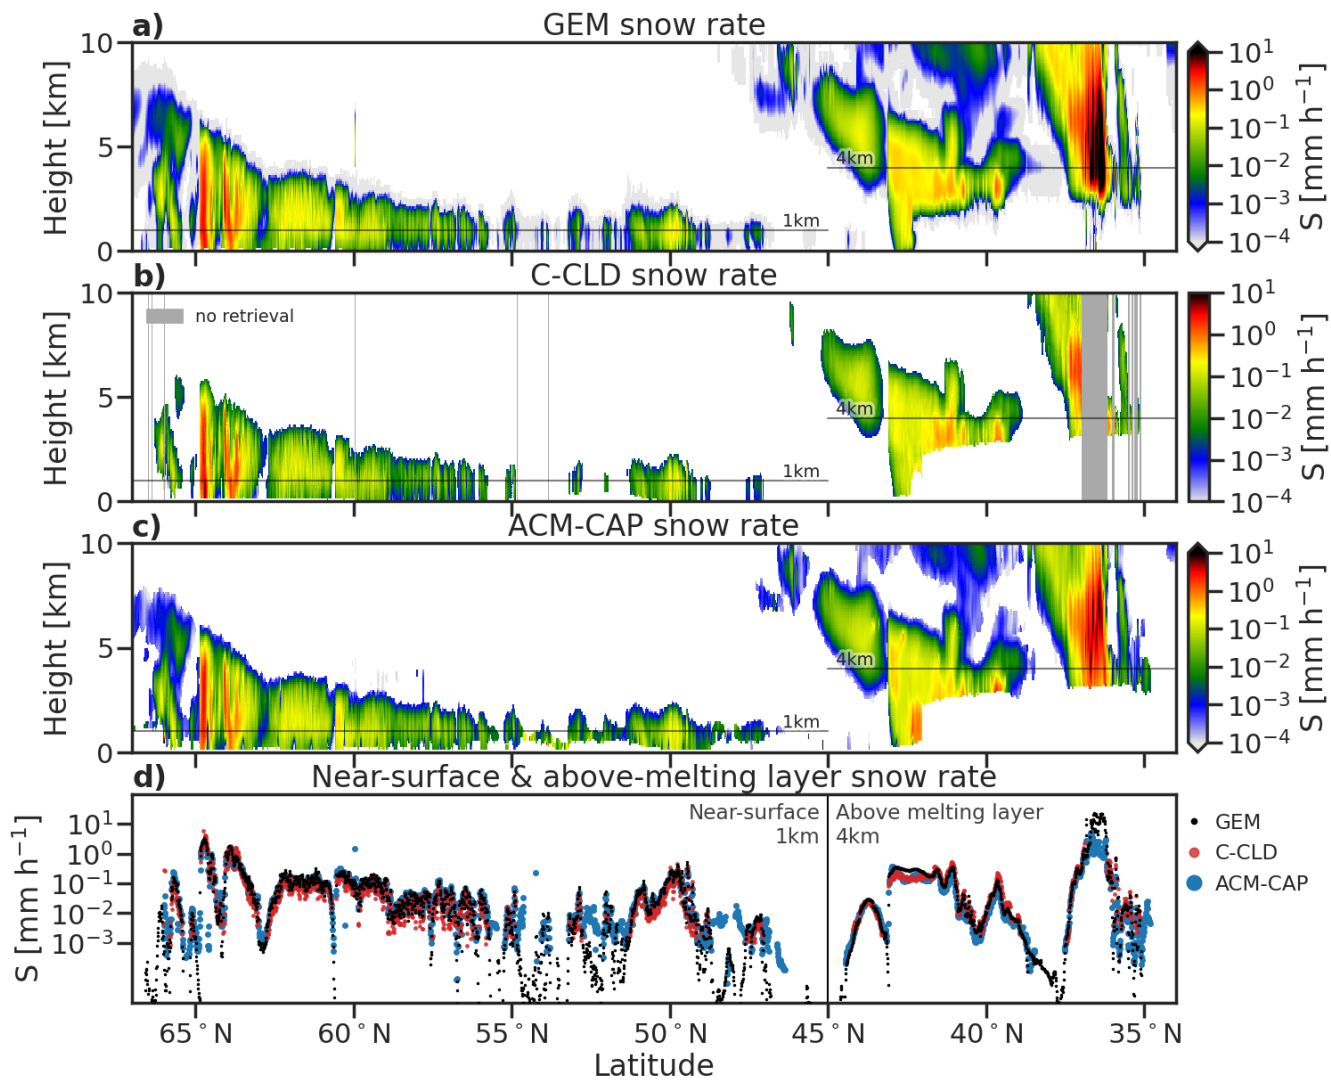 a) GEM snow rate
10
5
0
Height [km]
4km
1km
10¹
10⁰
10⁻¹
10⁻²
10⁻³
10⁻⁴
S [mm h⁻¹]
b) C-CLD snow rate
no retrieval
10
5
0
Height [km]
4km
1km
10¹
10⁰
10⁻¹
10⁻²
10⁻³
10⁻⁴
S [mm h⁻¹]
c) ACM-CAP snow rate
10
5
0
Height [km]
4km
1km
10¹
10⁰
10⁻¹
10⁻²
10⁻³
10⁻⁴
S [mm h⁻¹]
d) Near-surface & above-melting layer snow rate
Near-surface
1km
Above melting layer
4km
10¹
10⁰
10⁻¹
10⁻²
10⁻³
S [mm h⁻¹]
GEM
C-CLD
ACM-CAP
65°N 60°N 55°N 50°N 45°N 40°N 35°N
Latitude